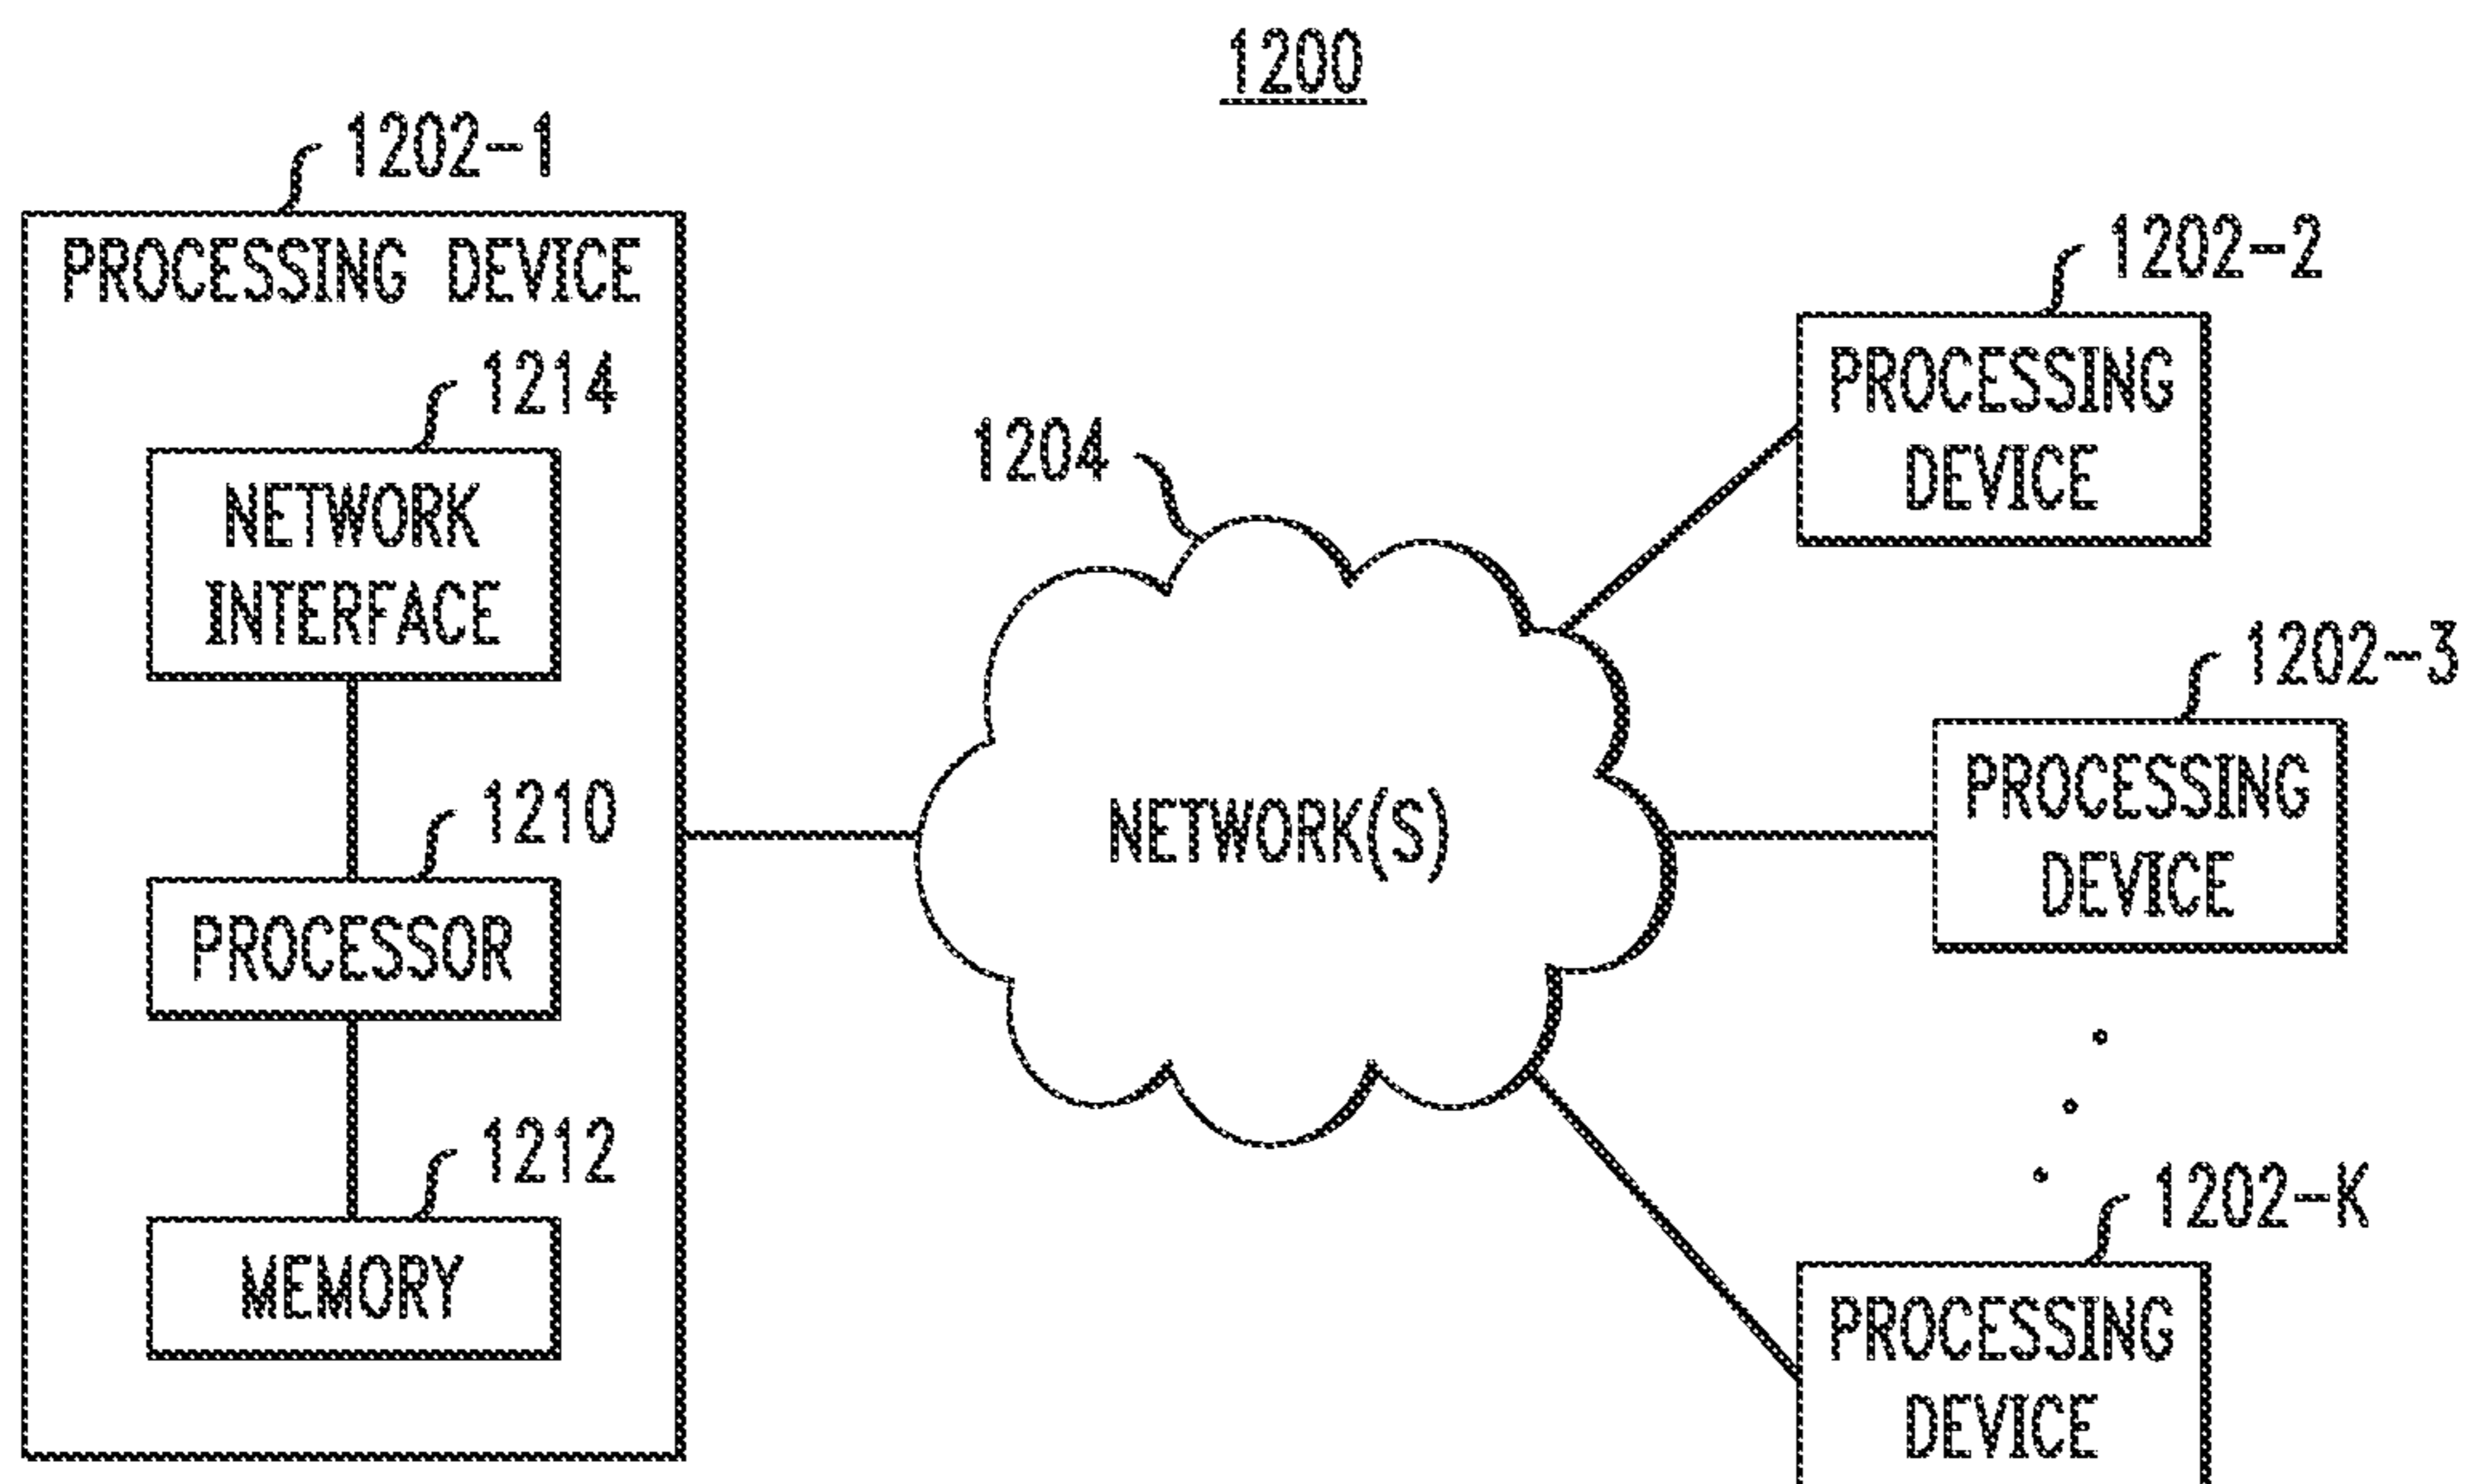 1200
1202-1
PROCESSING DEVICE
1214
NETWORK
INTERFACE
1210
PROCESSOR
1212
MEMORY
1204
NETWORK(S)
1202-2
PROCESSING
DEVICE
1202-3
PROCESSING
DEVICE
1202-K
PROCESSING
DEVICE